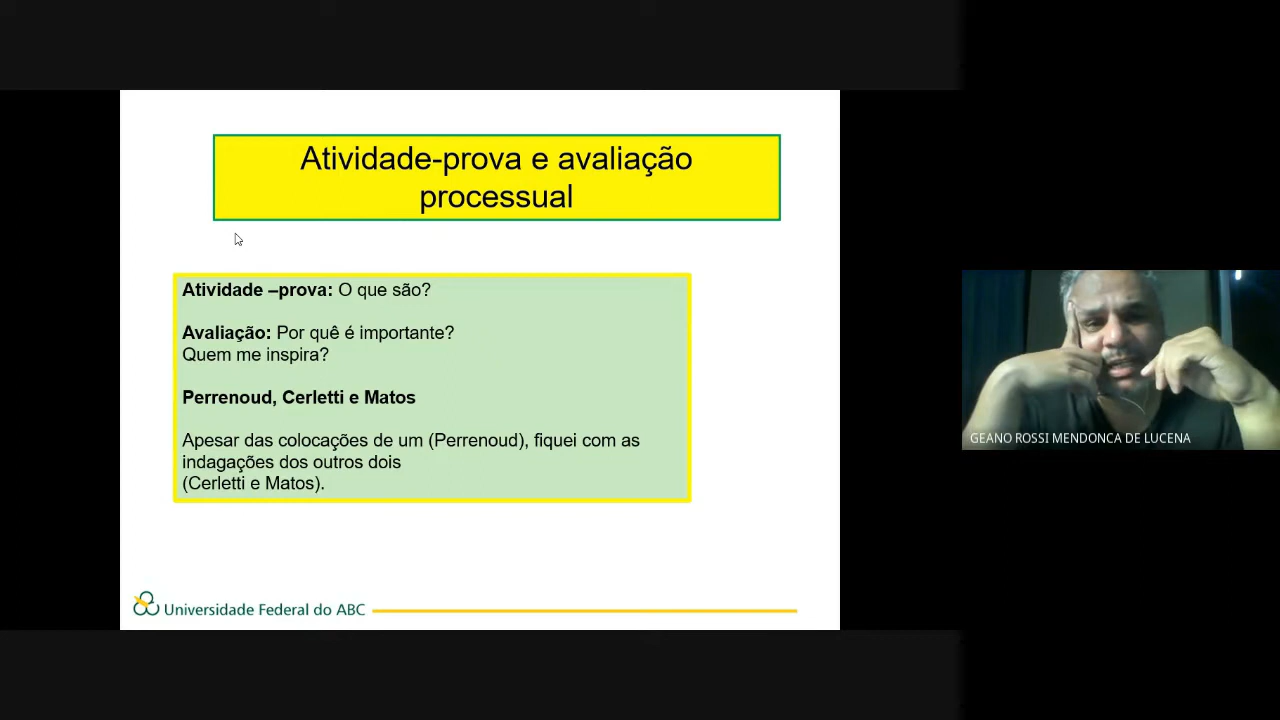 Atividade-prova e avaliação
processual
Atividade –prova: O que são?
Avaliação: Por quê é importante?
Quem me inspira?
Perrenoud, Cerletti e Matos
Apesar das colocações de um (Perrenoud), fiquei com as
indagações dos outros dois
(Cerletti e Matos).
Universidade Federal do ABC
GEANO ROSSI MENDONCA DE LUCENA